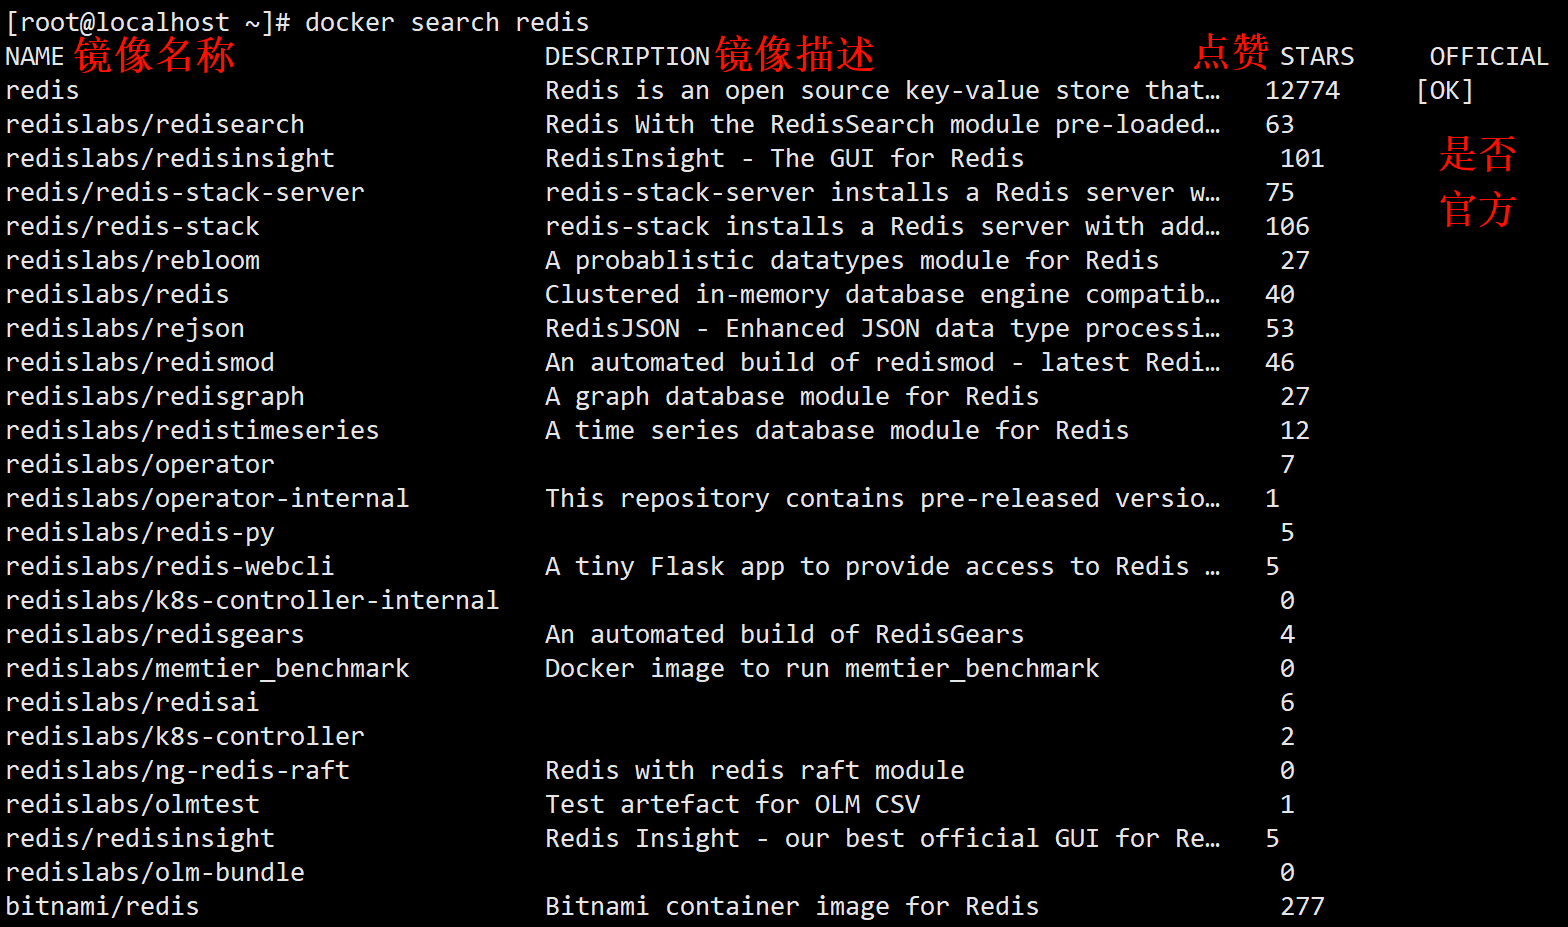 [root@localhost ~]# docker search redis
NAME 镜像名称 DESCRIPTION 镜像描述 点赞 STARS OFFICIAL
redis Redis is an open source key-value store that… 12774 [OK]
redislabs/redisearch Redis With the RedisSearch module pre-loaded… 63
是否
redislabs/redisinsight RedisInsight - The GUI for Redis 101
redis/redis-stack-server redis-stack-server installs a Redis server w… 75
官方
redis/redis-stack redis-stack installs a Redis server with add… 106
redislabs/rebloom A probablistic datatypes module for Redis 27
redislabs/redis Clustered in-memory database engine compatib… 40
redislabs/rejson RedisJSON - Enhanced JSON data type processi… 53
redislabs/redismod An automated build of redismod - latest Redi… 46
redislabs/redisgraph A graph database module for Redis 27
redislabs/redistimeseries A time series database module for Redis 12
redislabs/operator 7
redislabs/operator-internal This repository contains pre-released versio… 1
redislabs/redis-py 5
redislabs/redis-webcli A tiny Flask app to provide access to Redis … 5
redislabs/k8s-controller-internal 0
redislabs/redisgears An automated build of RedisGears 4
redislabs/memtier_benchmark Docker image to run memtier_benchmark 0
redislabs/redisai 6
redislabs/k8s-controller 2
redislabs/ng-redis-raft Redis with redis raft module 0
redislabs/olmtest Test artefact for OLM CSV 1
redis/redisinsight Redis Insight - our best official GUI for Re… 5
redislabs/olm-bundle 0
bitnami/redis Bitnami container image for Redis 277